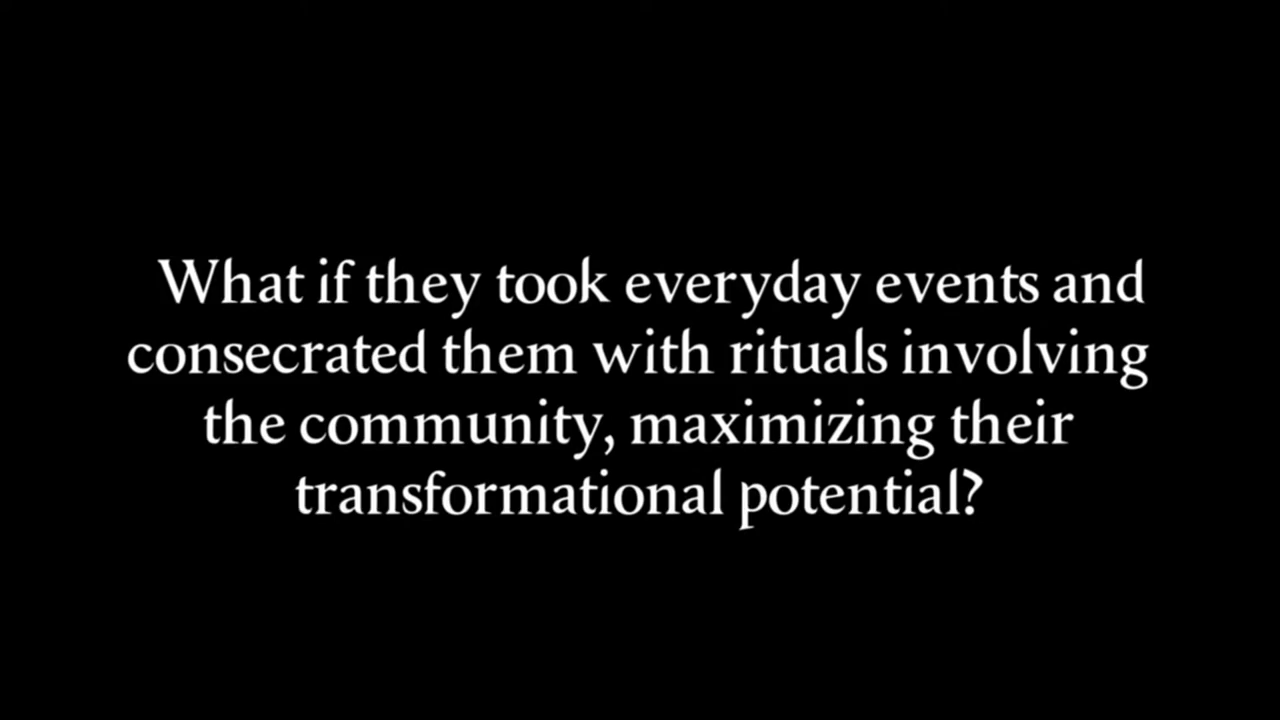 What if they took everyday events and
consecrated them with rituals involving
the community, maximizing their
transformational potential?